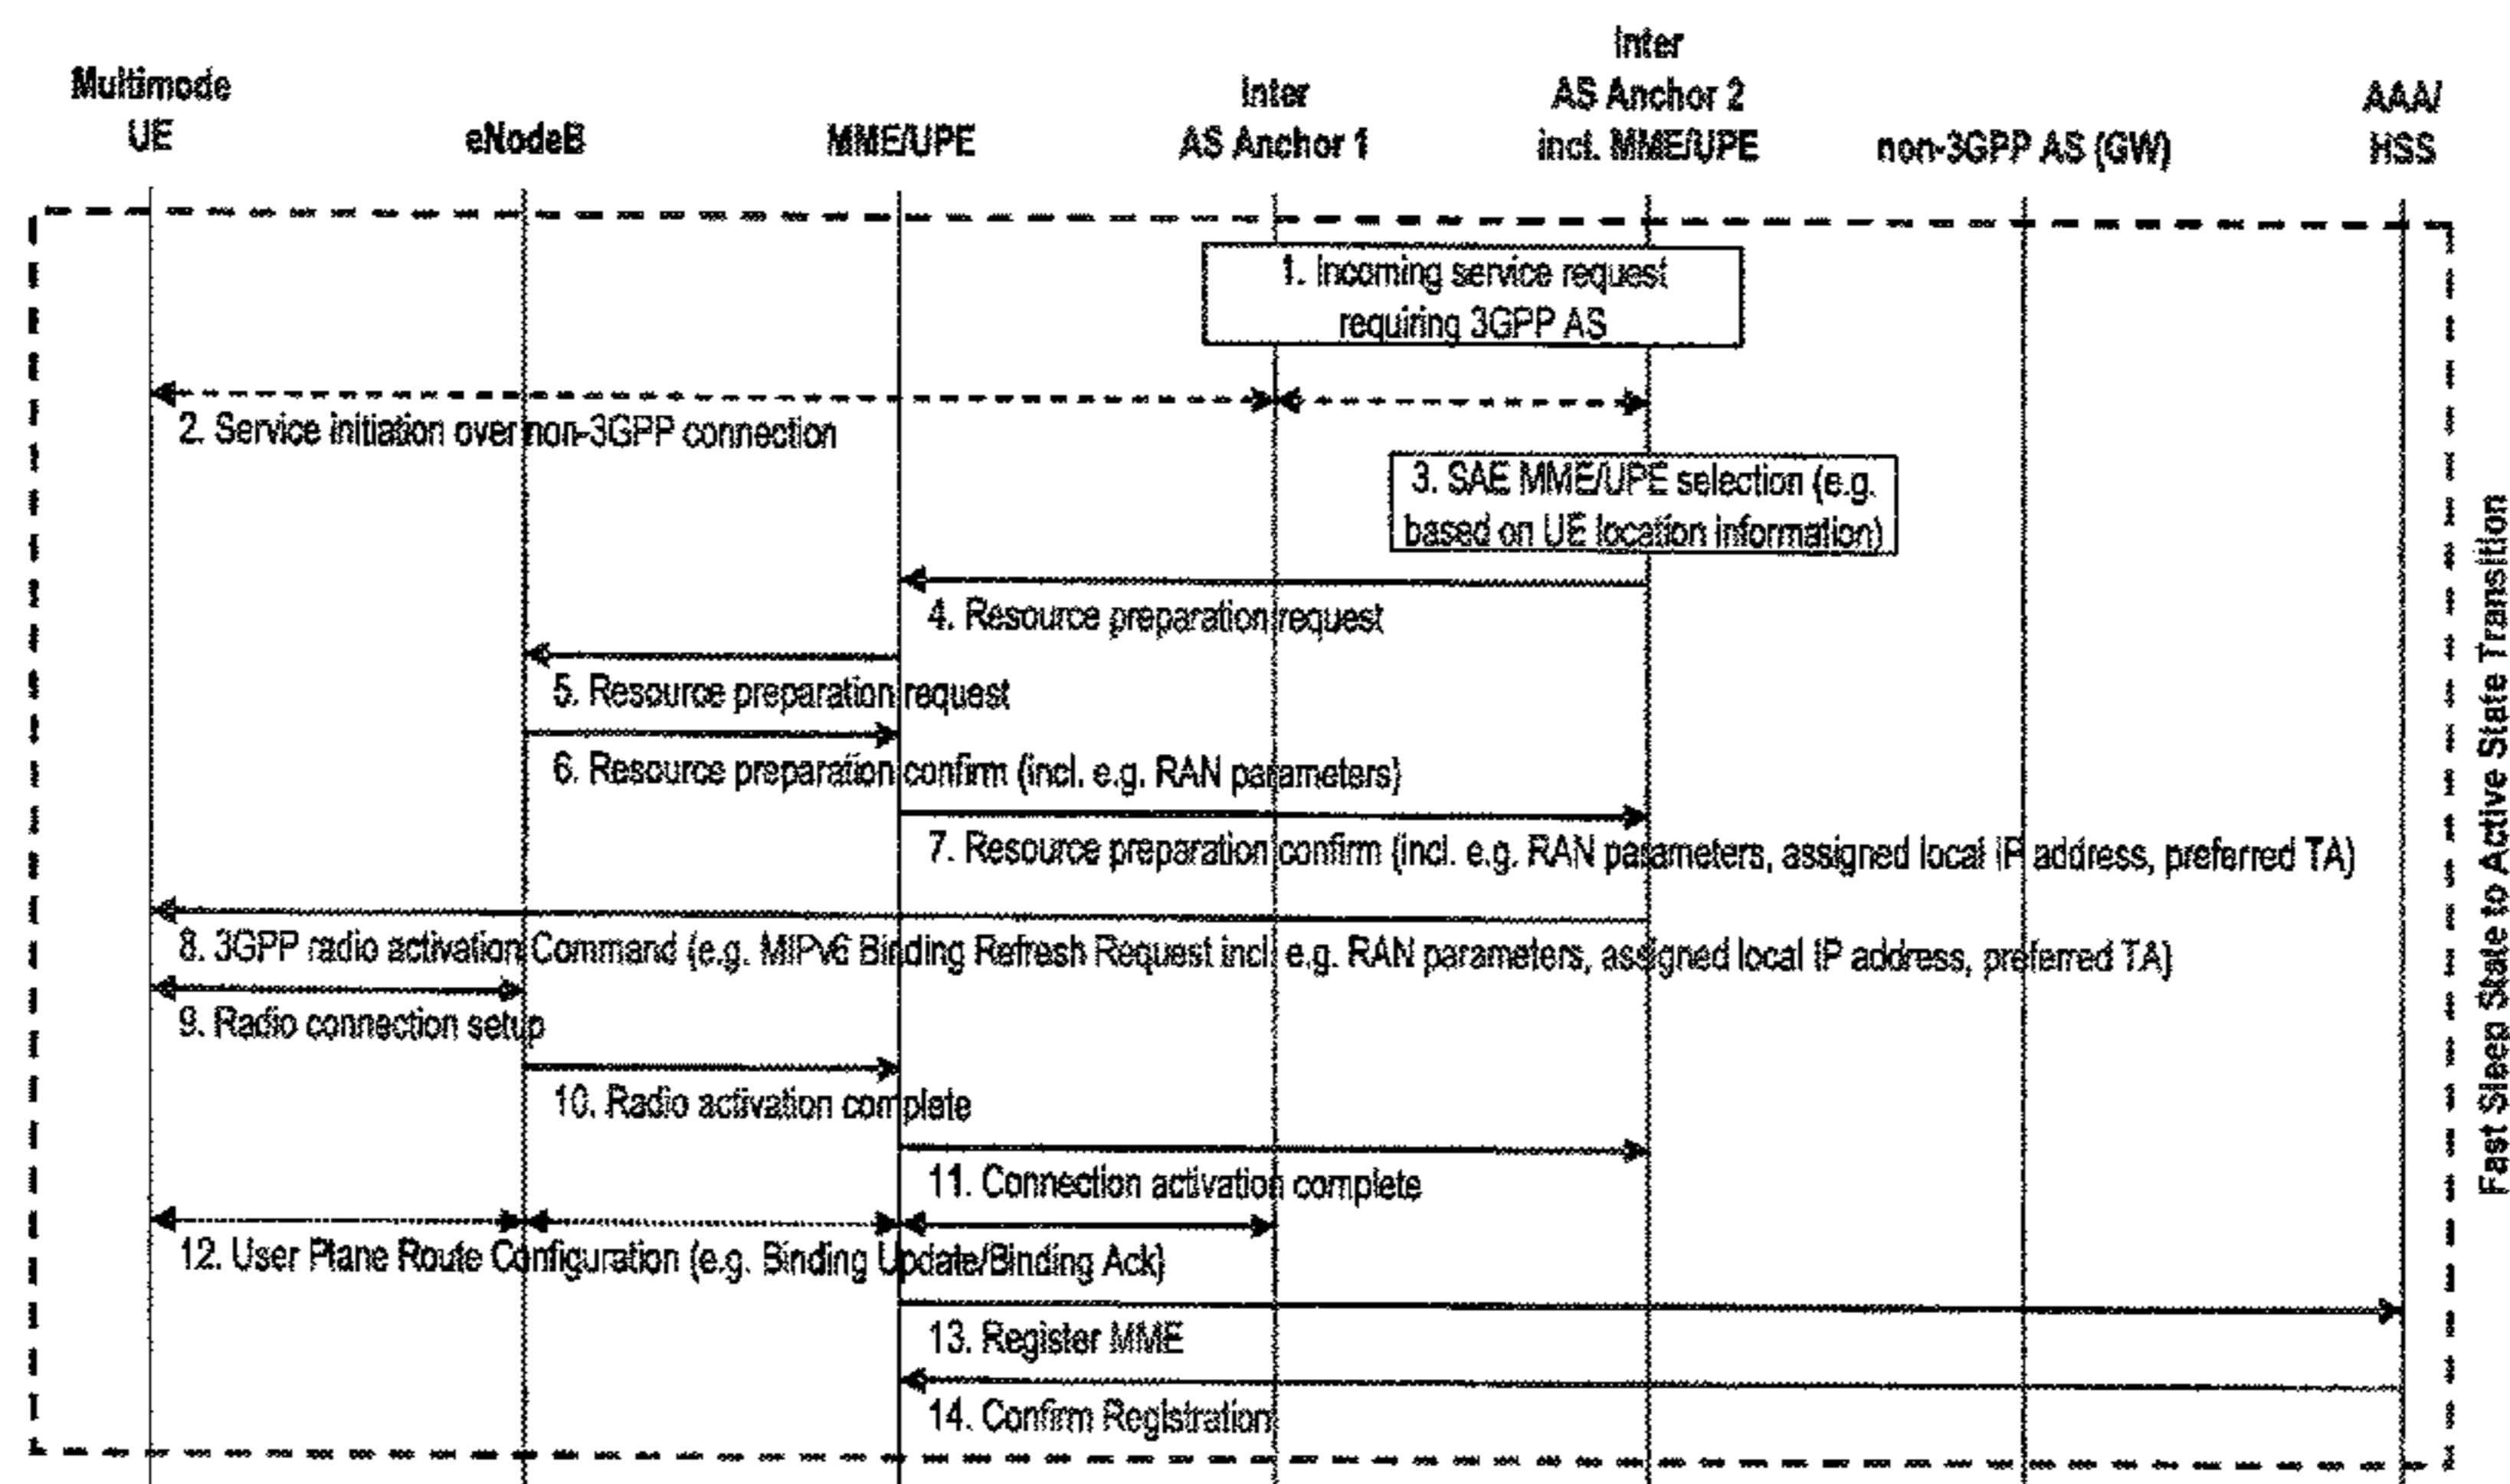 Multimode
UE
eNodeB
MME/UPE
Inter
AS Anchor 1
Inter
AS Anchor 2
incl. MME/UPE
non-3GPP AS (GW)
AAA/
HSS
1. Incoming service request
requiring 3GPP AS
2. Service initiation over non-3GPP connection
3. SAE MME/UPE selection (e.g.
based on UE location information)
4. Resource preparation request
5. Resource preparation request
6. Resource preparation confirm (incl. e.g. RAN parameters)
7. Resource preparation confirm (incl. e.g. RAN parameters, assigned local IP address, preferred TA)
8. 3GPP radio activation Command (e.g. MIPv6 Binding Refresh Request incl. e.g. RAN parameters, assigned local IP address, preferred TA)
9. Radio connection setup
10. Radio activation complete
11. Connection activation complete
12. User Plane Route Configuration (e.g. Binding Update/Binding Ack)
13. Register MME
14. Confirm Registration
Fast Sleep State to Active State Transition